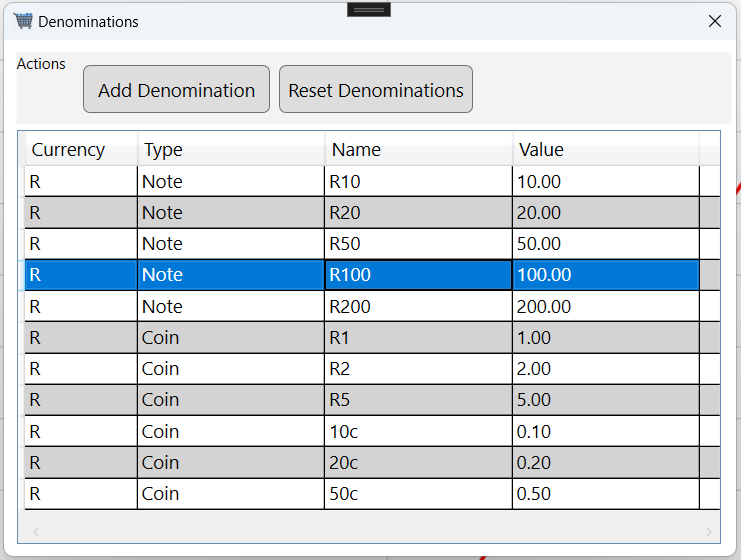 Denominations
Actions
Add Denomination Reset Denominations
Currency Type Name Value
R Note R10 10.00
R Note R20 20.00
R Note R50 50.00
R Note R100 100.00
R Note R200 200.00
R Coin R1 1.00
R Coin R2 2.00
R Coin R5 5.00
R Coin 10c 0.10
R Coin 20c 0.20
R Coin 50c 0.50